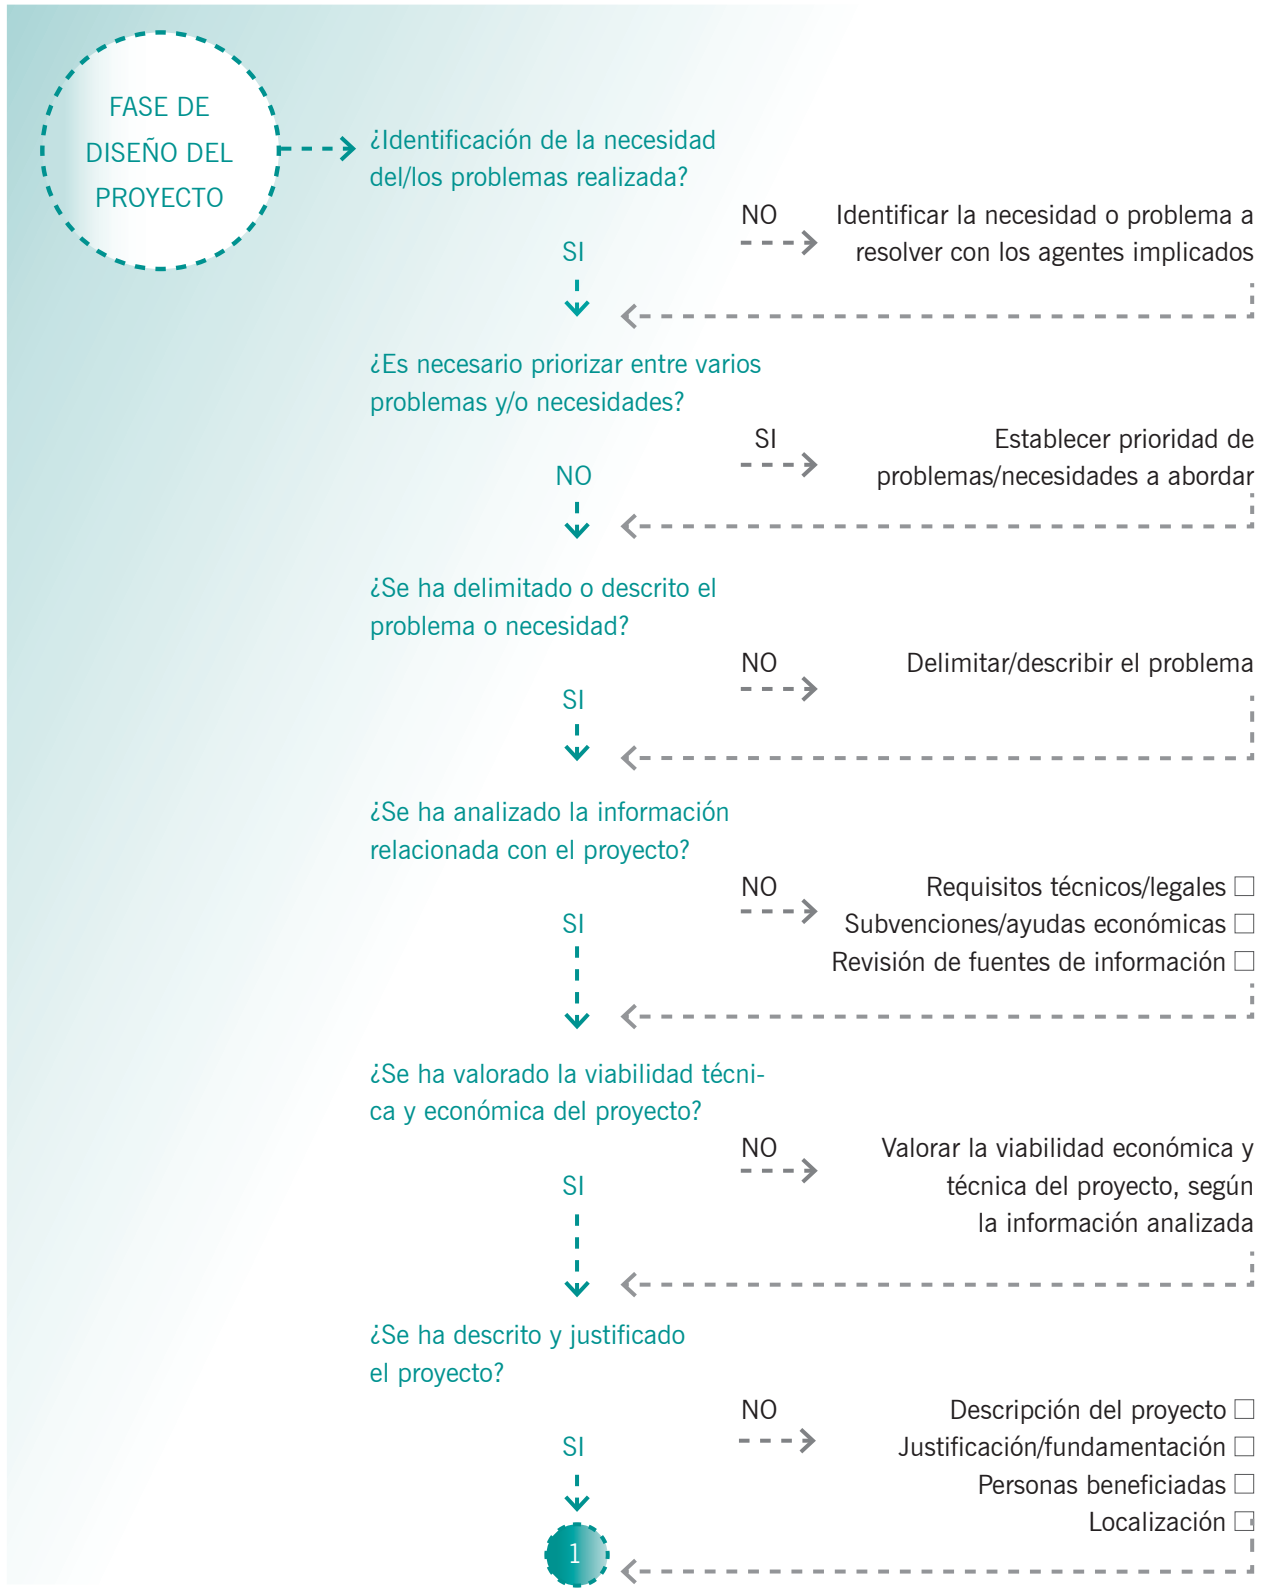 FASE DE
DISEÑO DEL
PROYECTO
¿Identificación de la necesidad
del/los problemas realizada?
NO
Identificar la necesidad o problema a
resolver con los agentes implicados
SI
¿Es necesario priorizar entre varios
problemas y/o necesidades?
SI
Establecer prioridad de
problemas/necesidades a abordar
NO
¿Se ha delimitado o descrito el
problema o necesidad?
NO
Delimitar/describir el problema
SI
¿Se ha analizado la información
relacionada con el proyecto?
NO
Requisitos técnicos/legales
Subvenciones/ayudas económicas
Revisión de fuentes de información
SI
¿Se ha valorado la viabilidad técni-
ca y económica del proyecto?
NO
Valorar la viabilidad económica y
técnica del proyecto, según
la información analizada
SI
¿Se ha descrito y justificado
el proyecto?
NO
Descripción del proyecto
Justificación/fundamentación
Personas beneficiadas
Localización
SI
1